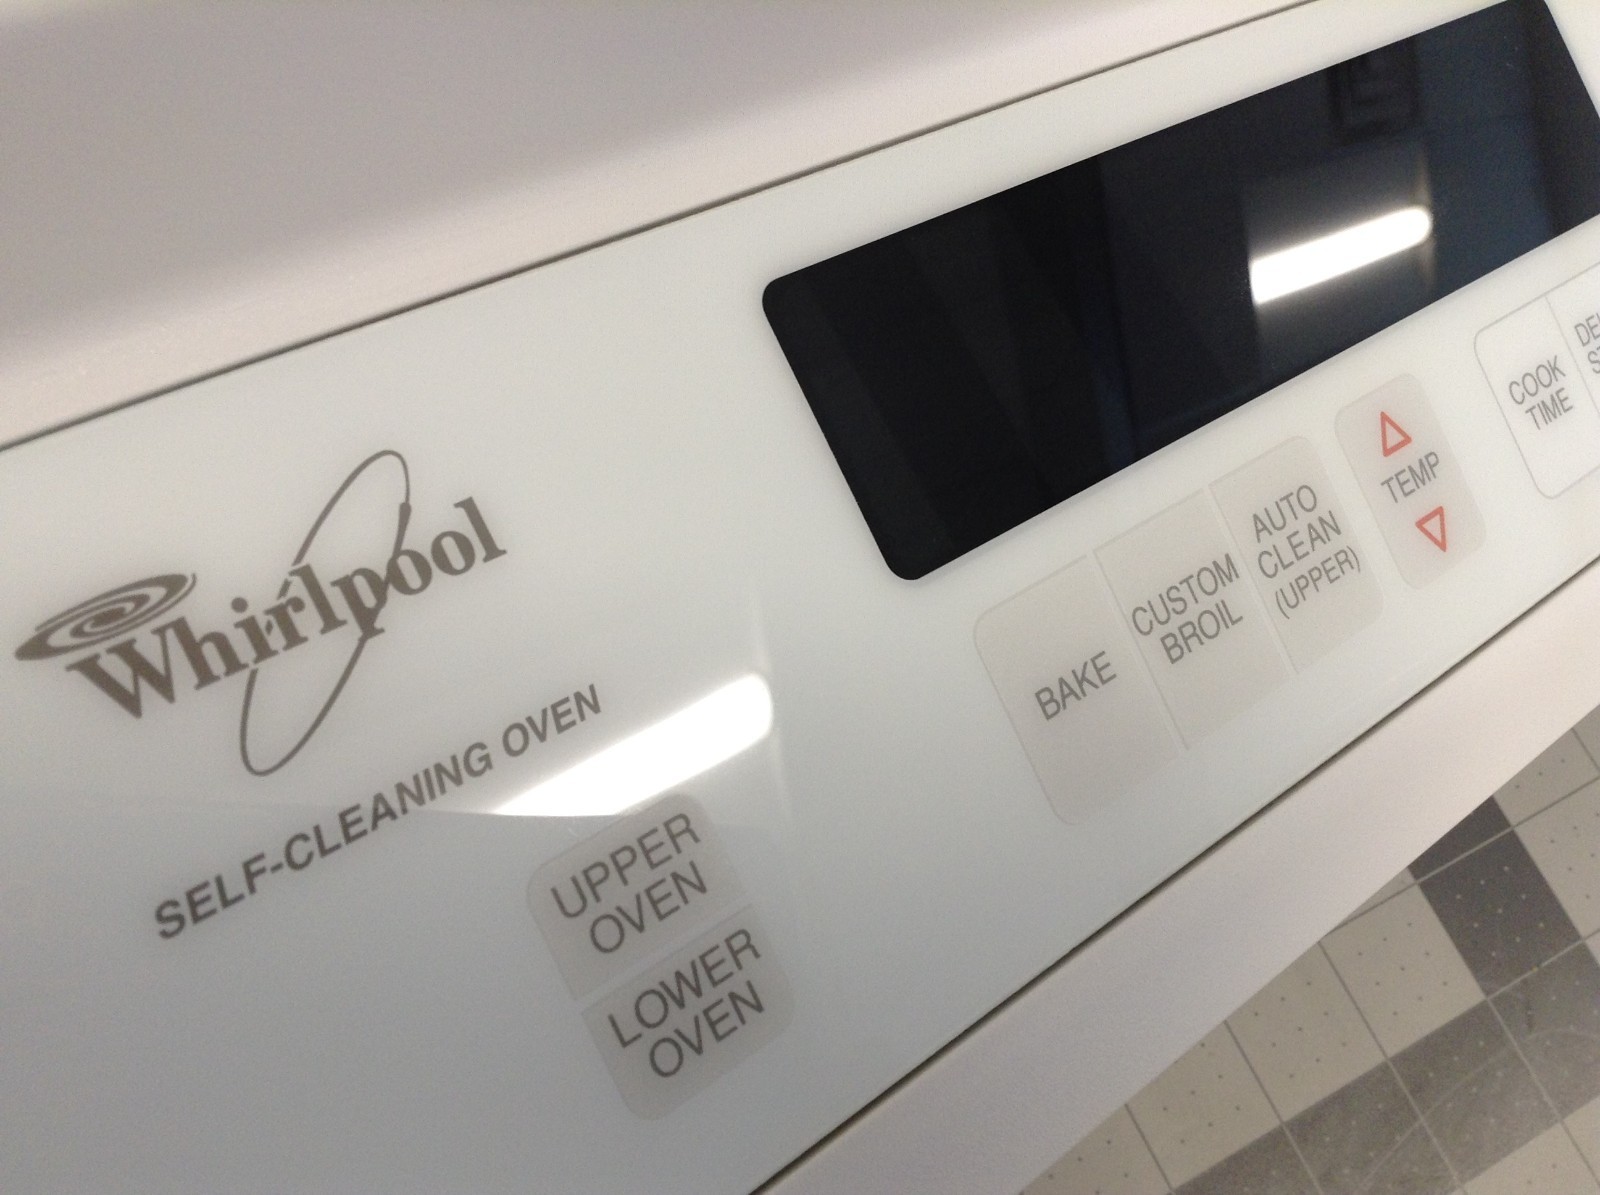 Whirlpool
SELF-CLEANING OVEN
UPPER
OVEN
LOWER
OVEN
BAKE
CUSTOM
BROIL
AUTO
CLEAN
(UPPER)
TEMP
COOK
TIME